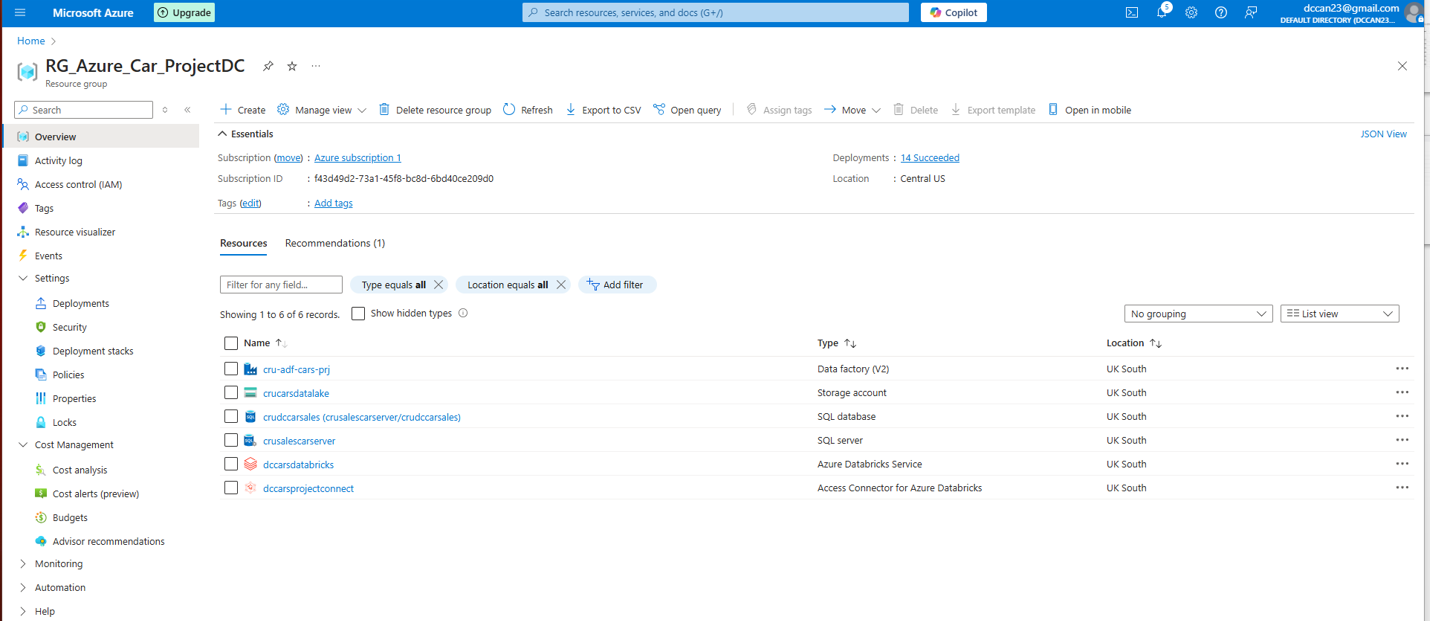 Microsoft Azure Upgrade Search resources, services, and docs (G+/) Copilot 5 dccan23@gmail.com
DEFAULT DIRECTORY (DCCAN23...
Home
RG_Azure_Car_ProjectDC
Resource group
Search
Overview
Activity log
Access control (IAM)
Tags
Resource visualizer
Events
Settings
Deployments
Security
Deployment stacks
Policies
Properties
Locks
Cost Management
Cost analysis
Cost alerts (preview)
Budgets
Advisor recommendations
Monitoring
Automation
Help
Create Manage view Delete resource group Refresh Export to CSV Open query Assign tags Move Delete Export template Open in mobile
Essentials JSON View
Subscription (move) : Azure subscription 1 Deployments : 14 Succeeded
Subscription ID : f43d49d2-73a1-45f8-bc8d-6bd40ce209d0 Location : Central US
Tags (edit) : Add tags
Resources Recommendations (1)
Filter for any field... Type equals all Location equals all Add filter
Showing 1 to 6 of 6 records. Show hidden types No grouping List view
Name Type Location
cru-adf-cars-prj Data factory (V2) UK South
crucarsdatalake Storage account UK South
crudccarsales (crusalescarserver/crudccarsales) SQL database UK South
crusalescarserver SQL server UK South
dccarsdatabricks Azure Databricks Service UK South
dccarsprojectconnect Access Connector for Azure Databricks UK South